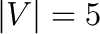 |V| = 5